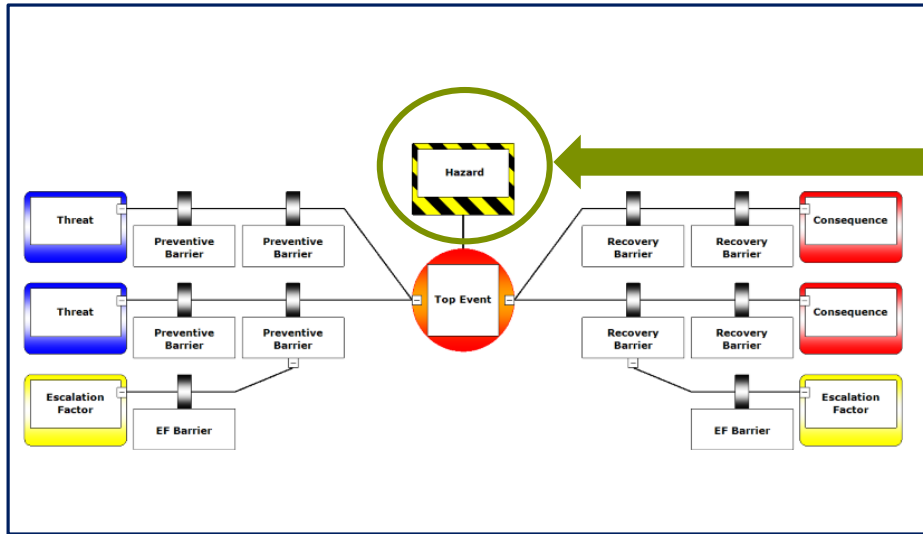 Hazard
Threat
Preventive
Barrier
Preventive
Barrier
Top Event
Recovery
Barrier
Recovery
Barrier
Consequence
Threat
Preventive
Barrier
Preventive
Barrier
Recovery
Barrier
Recovery
Barrier
Consequence
Escalation
Factor
EF Barrier
EF Barrier
Escalation
Factor